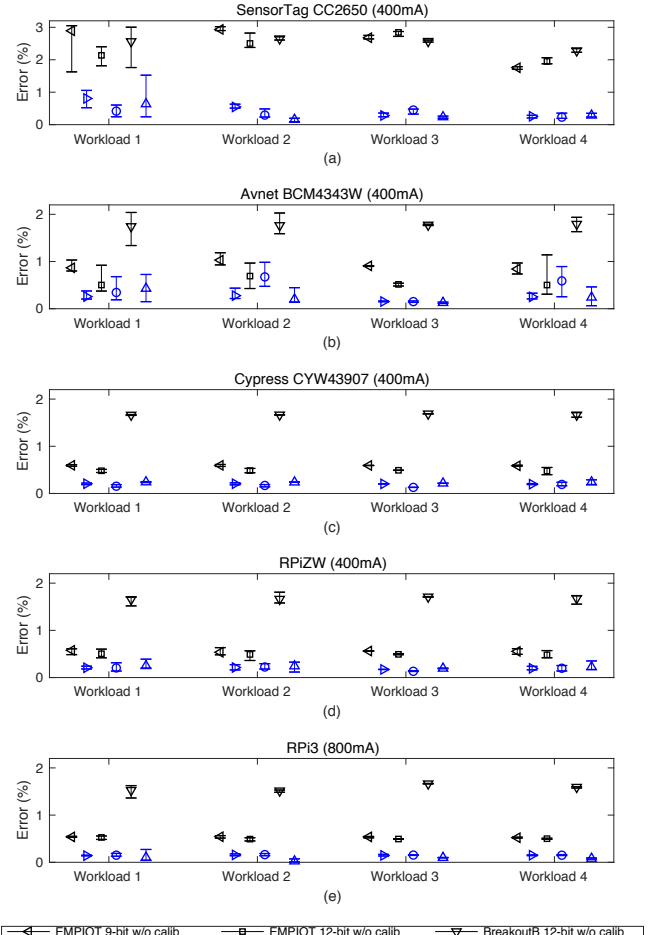 SensorTag CC2650 (400mA)
3
2
1
0
Error (%)
Workload 1 Workload 2 Workload 3 Workload 4
(a)
Avnet BCM4343W (400mA)
2
1
0
Error (%)
Workload 1 Workload 2 Workload 3 Workload 4
(b)
Cypress CYW43907 (400mA)
2
1
0
Error (%)
Workload 1 Workload 2 Workload 3 Workload 4
(c)
RPiZW (400mA)
2
1
0
Error (%)
Workload 1 Workload 2 Workload 3 Workload 4
(d)
RPi3 (800mA)
2
1
0
Error (%)
Workload 1 Workload 2 Workload 3 Workload 4
(e)
EMPIOT 9-bit w/o calib EMPIOT 12-bit w/o calib BreakoutB 12-bit w/o calib